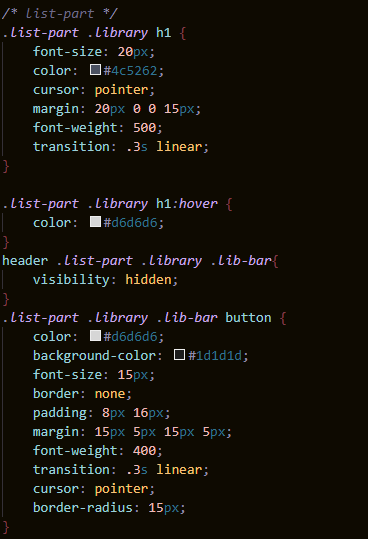 /* list-part */
.list-part .library h1 {
    font-size: 20px;
    color: #4c5262;
    cursor: pointer;
    margin: 20px 0 0 15px;
    font-weight: 500;
    transition: .3s linear;
}

.list-part .library h1:hover {
    color: #d6d6d6;
}
header .list-part .library .lib-bar{
    visibility: hidden;
}
.list-part .library .lib-bar button {
    color: #d6d6d6;
    background-color: #1d1d1d;
    font-size: 15px;
    border: none;
    padding: 8px 16px;
    margin: 15px 5px 15px 5px;
    font-weight: 400;
    transition: .3s linear;
    cursor: pointer;
    border-radius: 15px;
}